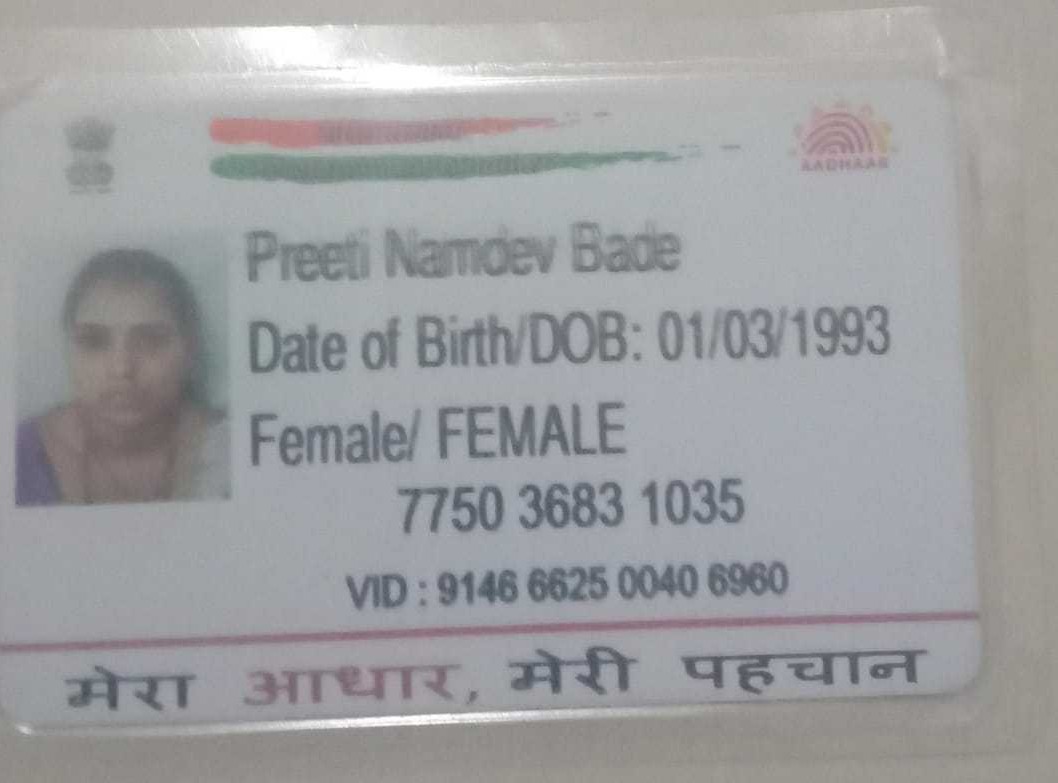 AADHAAR
Preeti Namdev Bade
Date of Birth/DOB: 01/03/1993
Female/ FEMALE
7750 3683 1035
VID : 9146 6625 0040 6960
मेरा आधार, मेरी पहचान